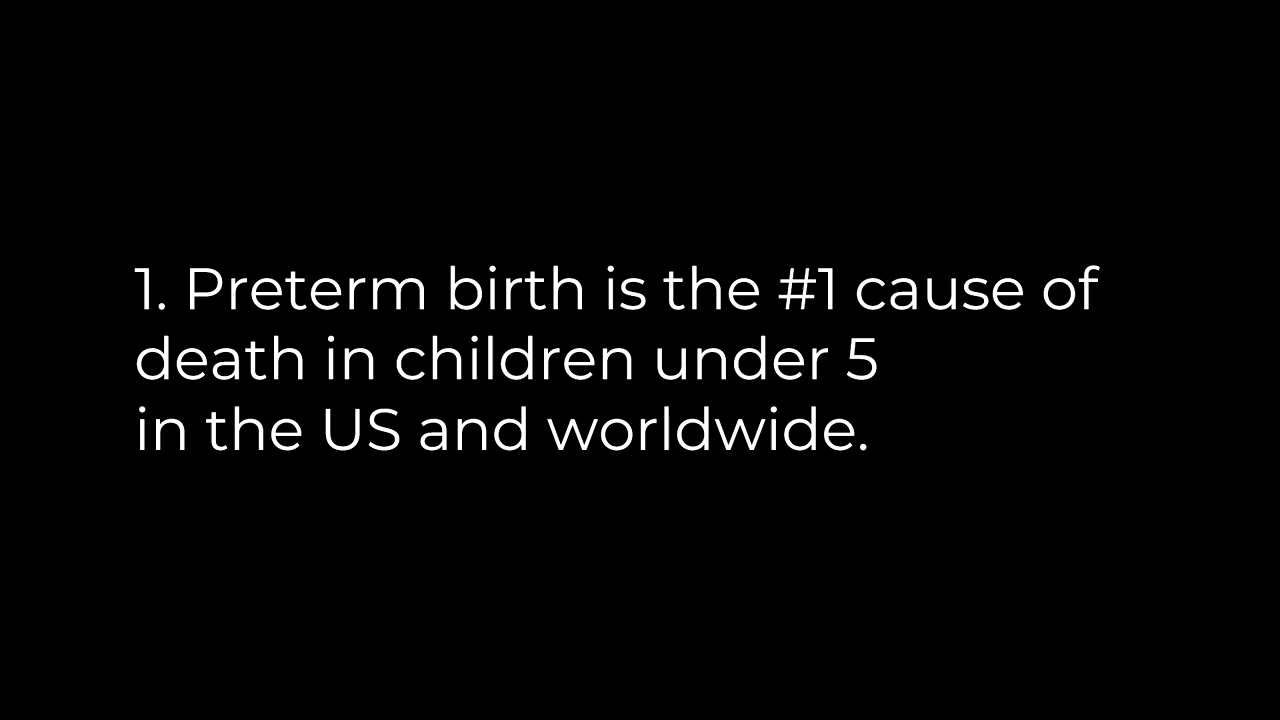 1. Preterm birth is the #1 cause of
death in children under 5
in the US and worldwide.